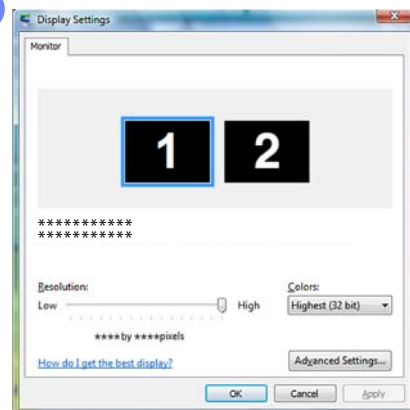 Display Settings
Monitor
1 2
***********
***********
Resolution:
Low High
****by ****pixels
Colors:
Highest (32 bit)
How do I get the best display?
Advanced Settings...
OK Cancel Apply